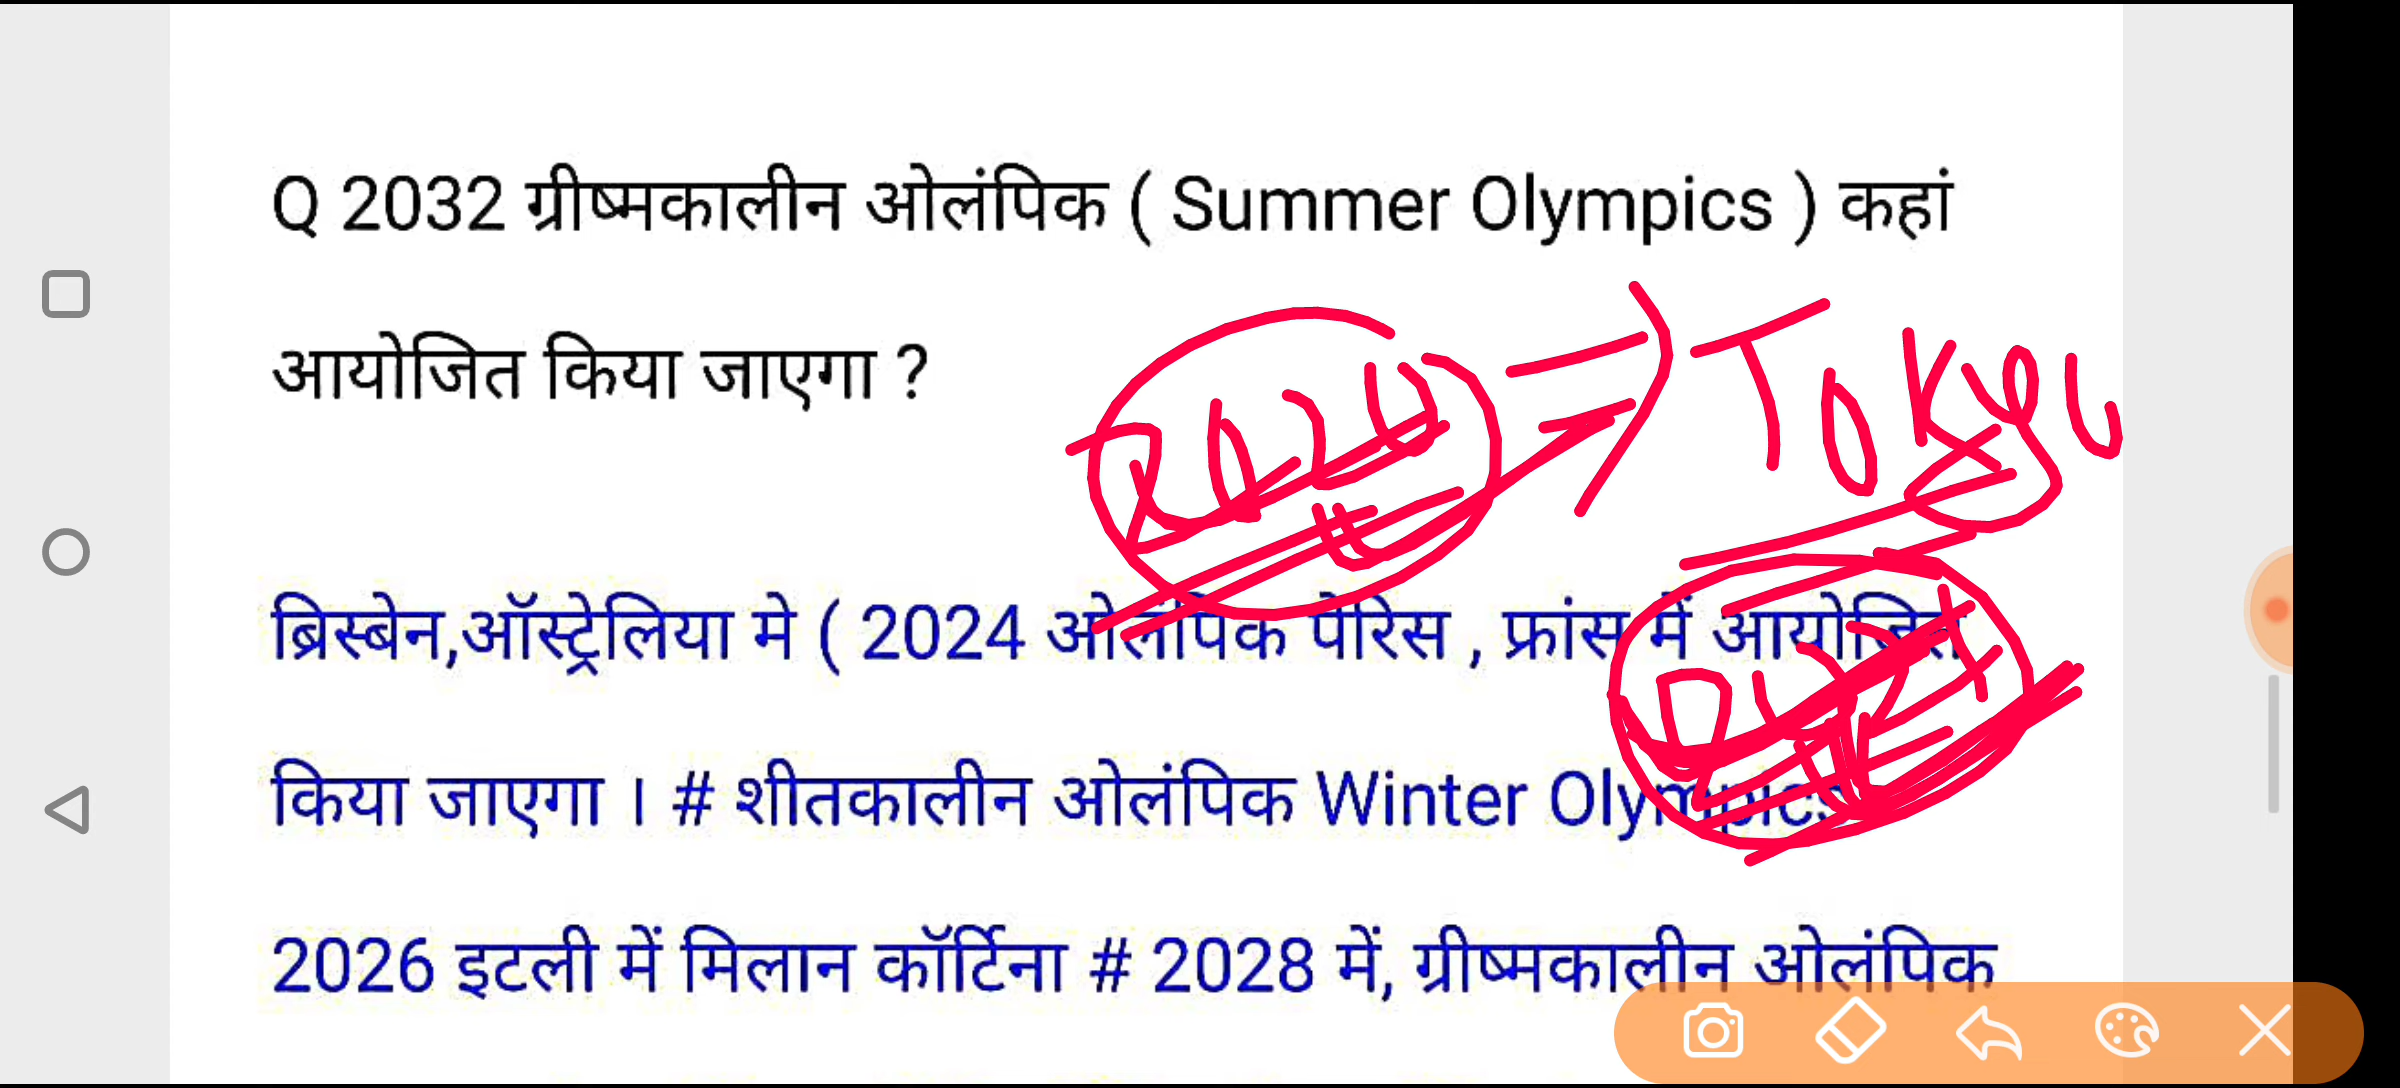 Q 2032 ग्रीष्मकालीन ओलंपिक ( Summer Olympics ) कहां
आयोजित किया जाएगा ?
2020 => Tokyo
ब्रिस्बेन,ऑस्ट्रेलिया मे ( 2024 ओलंपिक पेरिस , फ्रांस में आयोजित
किया जाएगा । # शीतकालीन ओलंपिक Winter Olympics
2026 इटली में मिलान कॉर्टिना # 2028 में, ग्रीष्मकालीन ओलंपिक